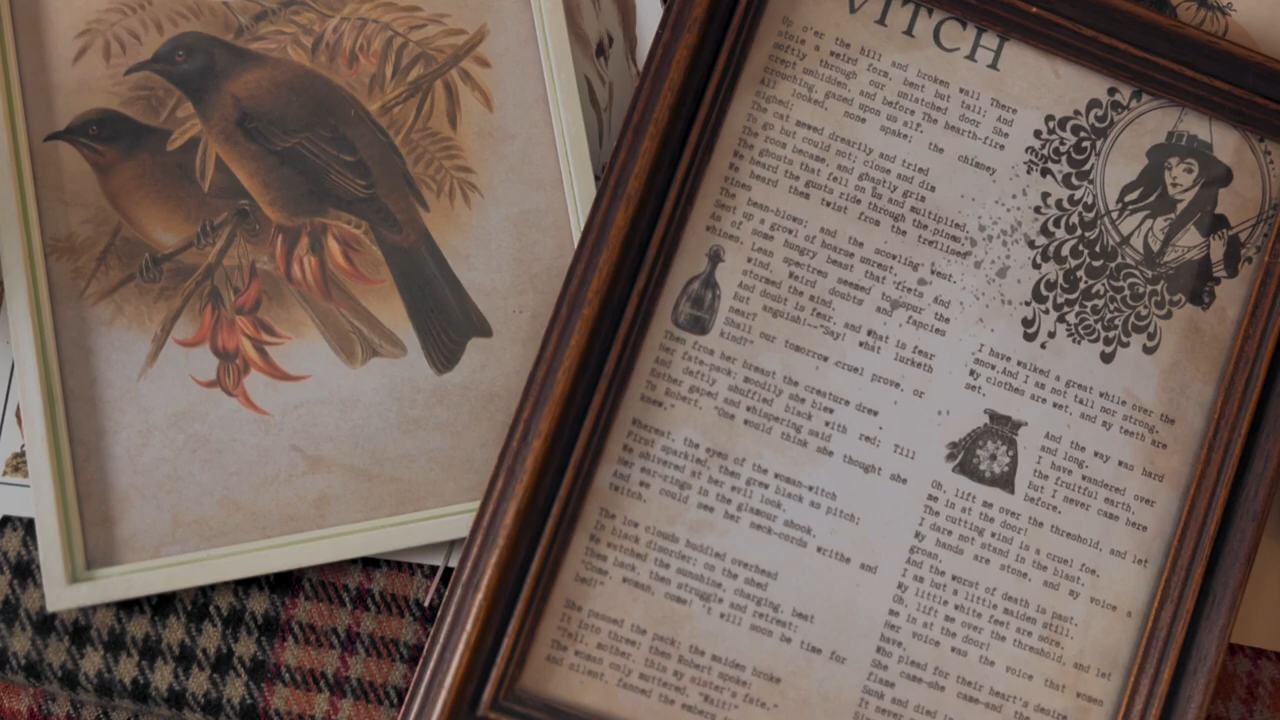 WITCH
Up o'er the hill and broken wall There
stole a weird form, bent but tall; And
softly through our unlatched door She
crept unbidden, and before The hearth-fire
crouching, gazed upon us all.
All looked, none spake; the chimney
sighed;
The cat mewed drearily and tried
To go but could not; close and dim
The room became, and ghastly grim
The ghosts that fell on us and multiplied.
We heard the gusts ride through the pines,
We heard them twist from the trellised
vines
The bean-blows; and the scowling west,
Sent up a growl of hoarse unrest.
As of some hungry beast that frets and
whines. Lean spectres seemed to spur the
wind. Weird doubts and fancies
stormed the mind.
And doubt is fear, and what is fear
But anguish!--"Say! what lurketh
near?
Shall our tomorrow cruel prove, or
kind?"
Then from her breast the creature drew
Her fate-pack; moodily she blew
And deftly shuffled black with red; Till
Esther gaped and whispering said
To Robert, "One would think she thought she
knew."
Whereat, the eyes of the woman-witch
First sparkled, then grew black as pitch;
We shivered at her evil look,
Her ear-rings in the glamour shook,
And we could see her neck-cords writhe and
twitch.
The low clouds huddled overhead
In black disorder; on the shed
We watched the sunshine, charging, beat
Them back, then struggle and retreat:
"Come, woman, come! 't will soon be time for
bed!"
She passed the pack; the maiden broke
It into three; then Robert spoke:
"Tell, mother, this my sister's fate."
The woman only muttered, "Wait!"
And silent, fanned the embers
I have walked a great while over the
snow,And I am not tall nor strong.
My clothes are wet, and my teeth are
set,
And the way was hard
and long.
I have wandered over
the fruitful earth,
But I never came here
before.
Oh, lift me over the threshold, and let
me in at the door!
The cutting wind is a cruel foe.
I dare not stand in the blast.
My hands are stone, and my voice a
groan,
And the worst of death is past.
I am but a little maiden still,
My little white feet are sore.
Oh, lift me over the threshold, and let
me in at the door!
Her voice was the voice that women
have,
Who plead for their heart's desire
She came—she came—and the
flame
Sunk and died in
It never